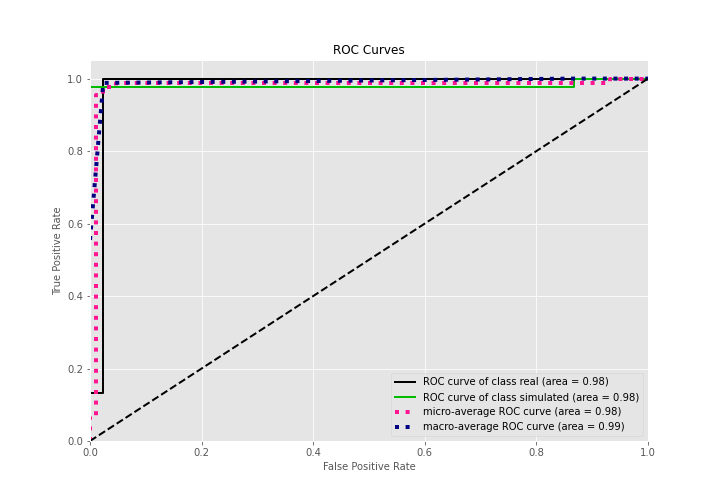 ROC Curves
1.0
0.8
0.6
0.4
0.2
0.0
True Positive Rate
0.0 0.2 0.4 0.6 0.8 1.0
False Positive Rate
ROC curve of class real (area = 0.98)
ROC curve of class simulated (area = 0.98)
micro-average ROC curve (area = 0.98)
macro-average ROC curve (area = 0.99)